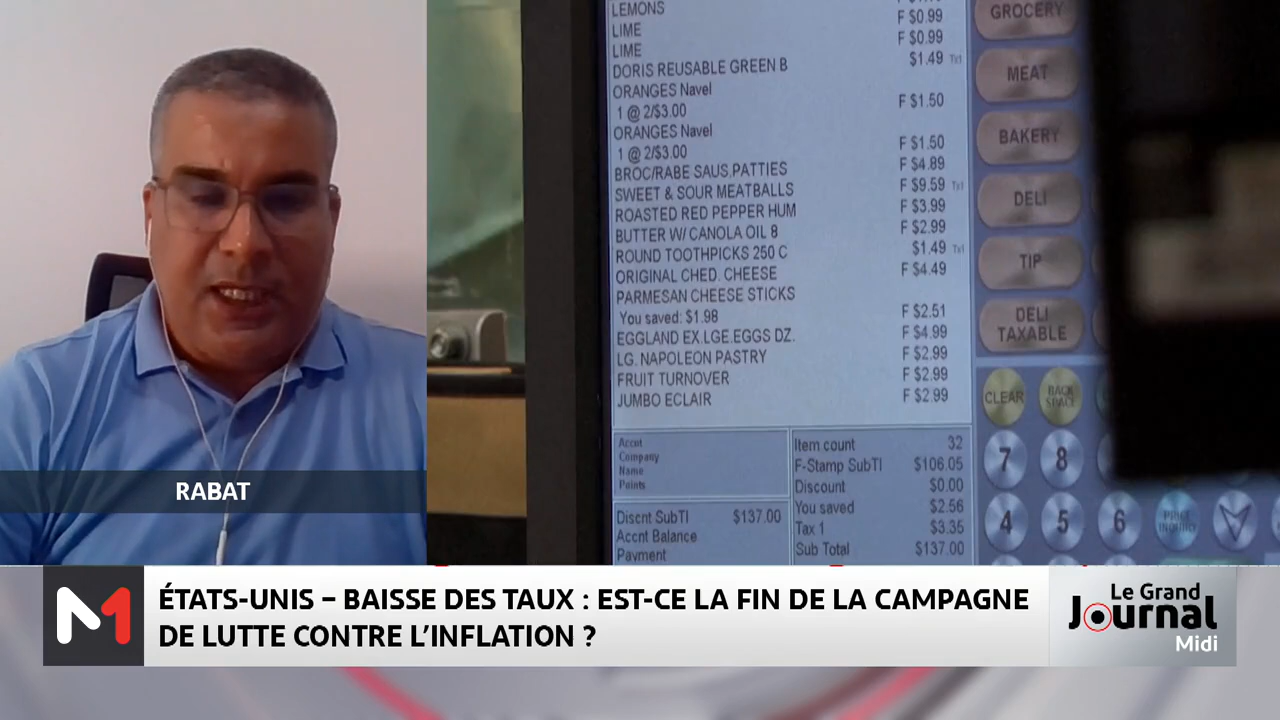 LEMONS
LIME
F $0.99
LIME
F $0.99
DORIS REUSABLE GREEN B
$1.49
ORANGES Navel
1 @ 2/$3.00
F $1.50
ORANGES Navel
1 @ 2/$3.00
F $1.50
BROC/RABE SAUS,PATTIES
F $4.89
SWEET & SOUR MEATBALLS
F $9.59
ROASTED RED PEPPER HUM
F $3.99
BUTTER W/ CANOLA OIL 8
F $2.99
ROUND TOOTHPICKS 250 C
$1.49
ORIGINAL CHED. CHEESE
F $4.49
PARMESAN CHEESE STICKS
You saved: $1.98
F $2.51
EGGLAND EX.LGE.EGGS DZ.
F $4.99
LG. NAPOLEON PASTRY
F $2.99
FRUIT TURNOVER
F $2.99
JUMBO ECLAIR
F $2.99
Accnt
Company
Name
Points
Item count 32
F-Stamp SubTl $106.05
Discount $0.00
You saved $2.56
Tax 1 $3.35
Sub Total $137.00
Discnt SubTl $137.00
Accnt Balance
Payment
GROCERY
MEAT
BAKERY
DELI
TIP
DELI
TAXABLE
CLEAR
BACK
SPACE
7 8
4 5 6
PRICE
INQUIRY
RABAT
M1
ÉTATS-UNIS – BAISSE DES TAUX : EST-CE LA FIN DE LA CAMPAGNE
DE LUTTE CONTRE L'INFLATION ?
Le Grand
Journal
Midi